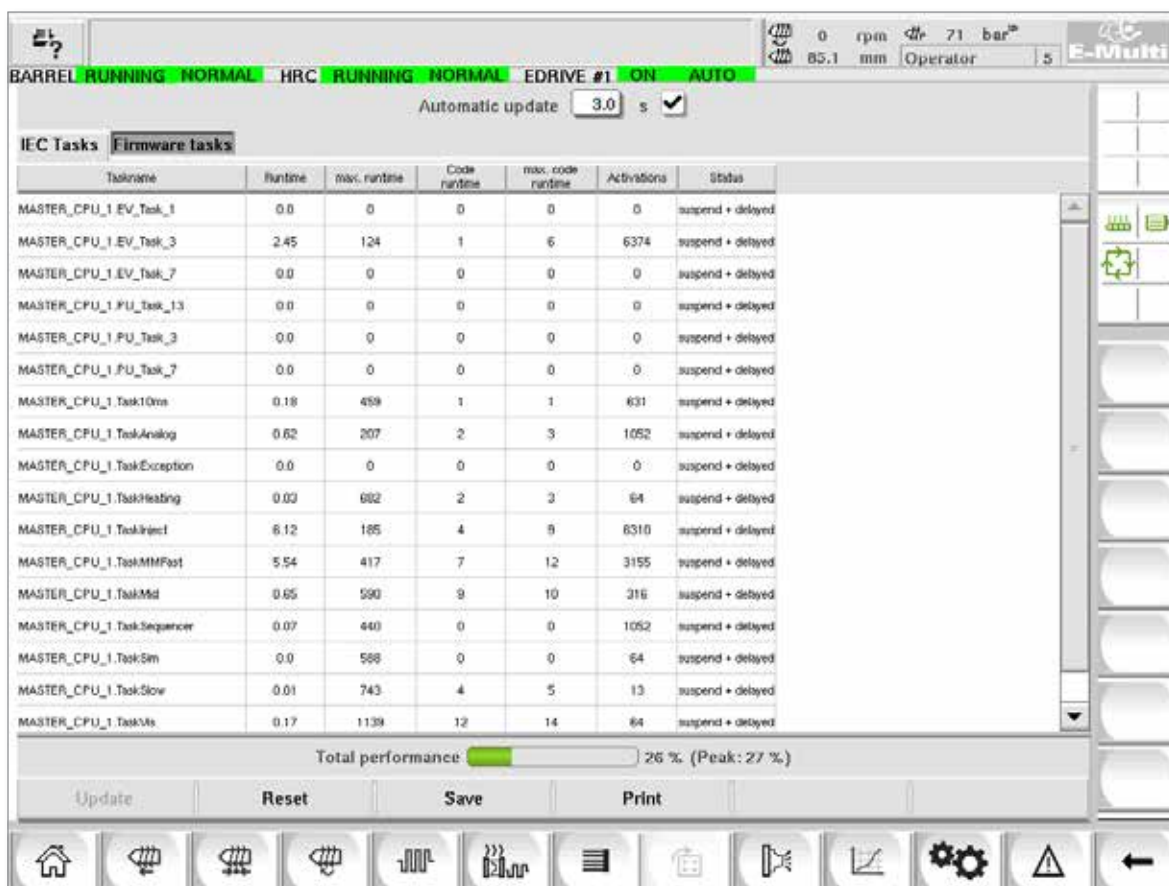 0 rpm 71 bar
85.1 mm Operator 5 E-Multi
BARREL RUNNING NORMAL HRC RUNNING NORMAL EDRIVE #1 ON AUTO
Automatic update 3.0 s
IEC Tasks Firmware tasks
Taskname Runtime max. runtime Code runtime max. code runtime Activations Status
MASTER_CPU_1.EV_Task_1 0.0 0 0 0 0 suspend + delayed
MASTER_CPU_1.EV_Task_3 2.45 124 1 6 6374 suspend + delayed
MASTER_CPU_1.EV_Task_7 0.0 0 0 0 0 suspend + delayed
MASTER_CPU_1.PU_Task_13 0.0 0 0 0 0 suspend + delayed
MASTER_CPU_1.PU_Task_3 0.0 0 0 0 0 suspend + delayed
MASTER_CPU_1.PU_Task_7 0.0 0 0 0 0 suspend + delayed
MASTER_CPU_1.Task10ms 0.18 459 1 1 631 suspend + delayed
MASTER_CPU_1.TaskAnalog 0.62 207 2 3 1052 suspend + delayed
MASTER_CPU_1.TaskException 0.0 0 0 0 0 suspend + delayed
MASTER_CPU_1.TaskHeating 0.03 682 2 3 64 suspend + delayed
MASTER_CPU_1.TaskInject 6.12 185 4 9 6310 suspend + delayed
MASTER_CPU_1.TaskMMFast 5.54 417 7 12 3155 suspend + delayed
MASTER_CPU_1.TaskMid 0.65 590 9 10 316 suspend + delayed
MASTER_CPU_1.TaskSequencer 0.07 440 0 0 1052 suspend + delayed
MASTER_CPU_1.TaskSim 0.0 588 0 0 64 suspend + delayed
MASTER_CPU_1.TaskSlow 0.01 743 4 5 13 suspend + delayed
MASTER_CPU_1.TaskVis 0.17 1139 12 14 64 suspend + delayed
Total performance 26 % (Peak: 27 %)
Update Reset Save Print